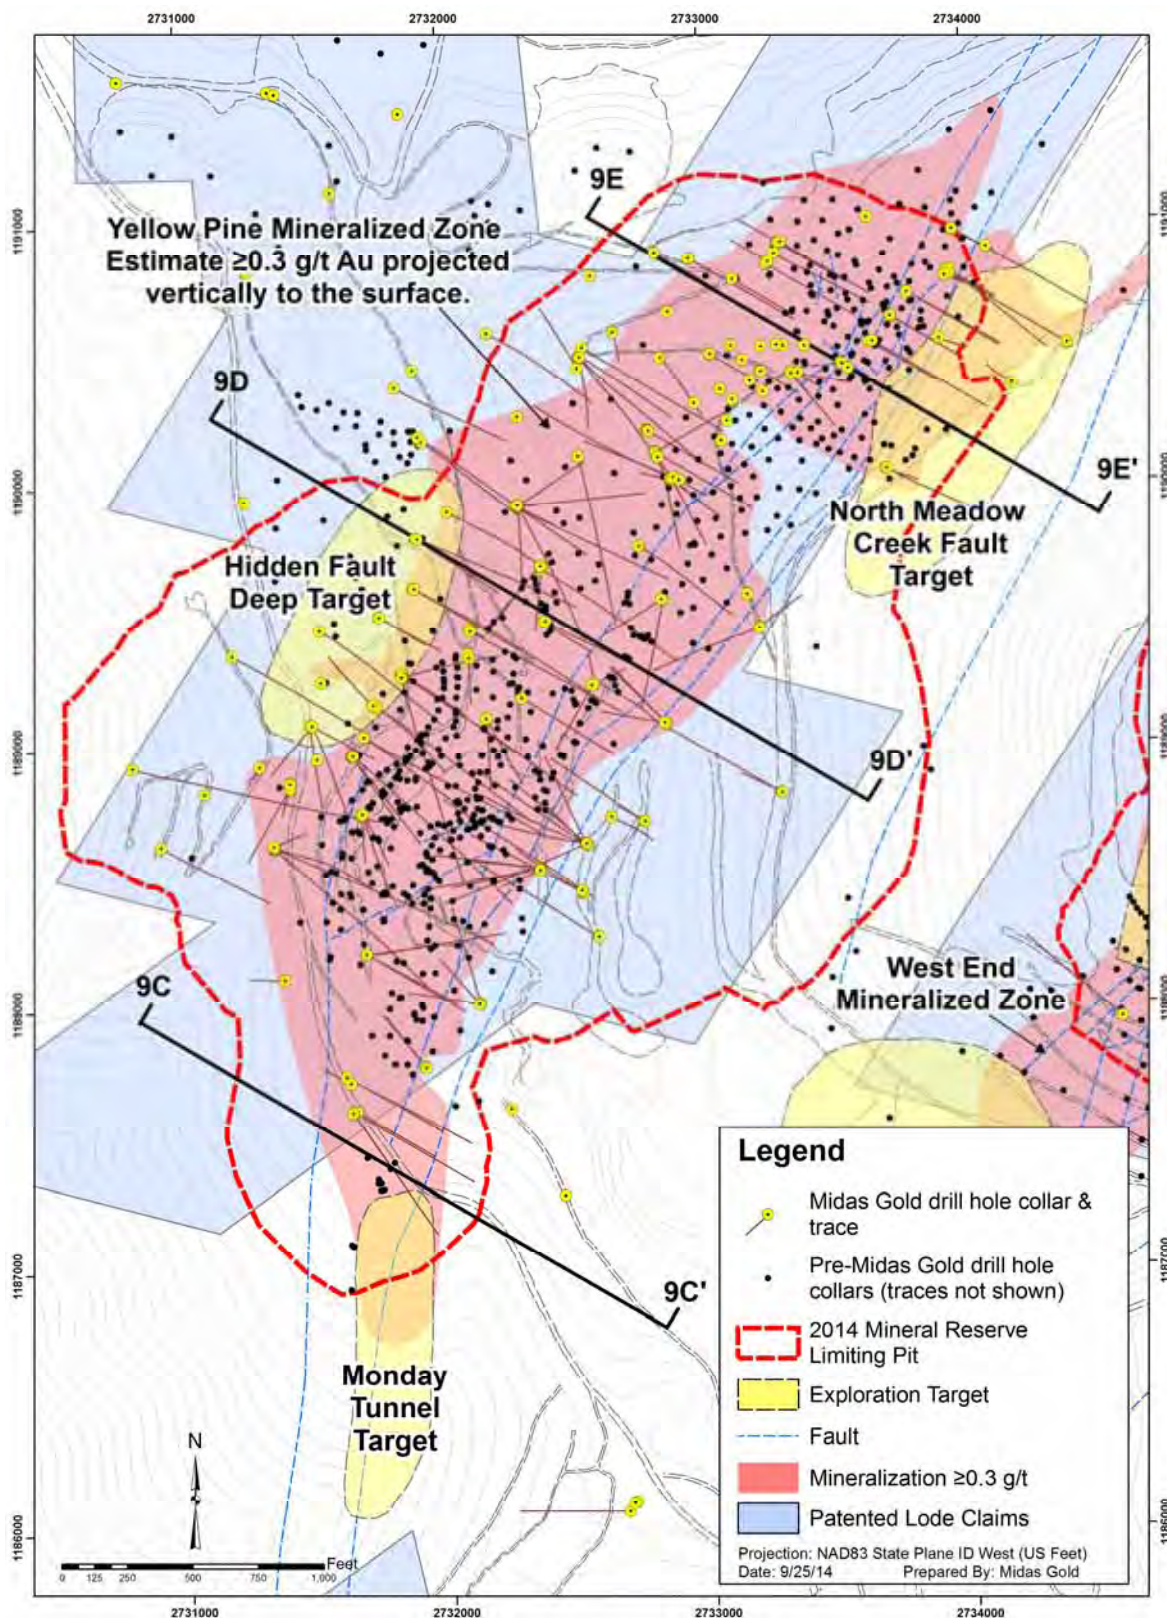 2731000
2732000
2733000
2734000
1191000
1191000
9E
Yellow Pine Mineralized Zone
Estimate ≥0.3 g/t Au projected
vertically to the surface.
9D
9E'
1190000
1190000
North Meadow
Creek Fault
Target
Hidden Fault
Deep Target
1189000
1189000
9D'
West End
Mineralized Zone
9C
1188000
1187000
1187000
9C'
Monday
Tunnel
Target
N
1186000
1186000
Feet
0 125 250 500 750 1,000
Legend
Midas Gold drill hole collar &
trace
Pre-Midas Gold drill hole
collars (traces not shown)
2014 Mineral Reserve
Limiting Pit
Exploration Target
Fault
Mineralization ≥0.3 g/t
Patented Lode Claims
Projection: NAD83 State Plane ID West (US Feet)
Date: 9/25/14 Prepared By: Midas Gold
2731000
2732000
2733000
2734000